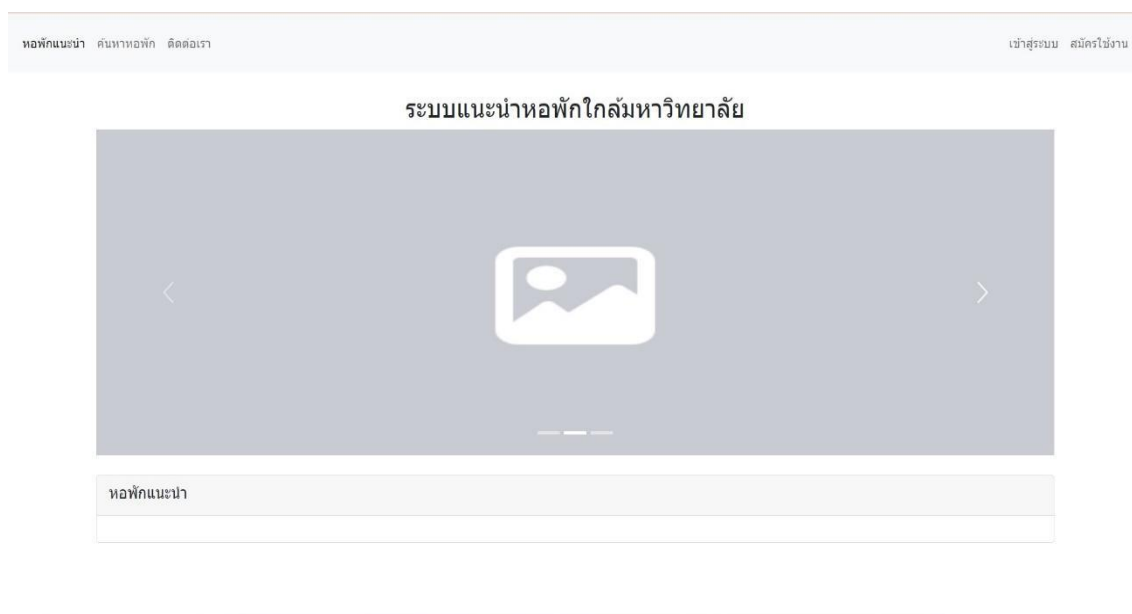 หอพักแนะนำ ค้นหาหอพัก ติดต่อเรา เข้าสู่ระบบ สมัครใช้งาน
ระบบแนะนำหอพักใกล้มหาวิทยาลัย
หอพักแนะนำ